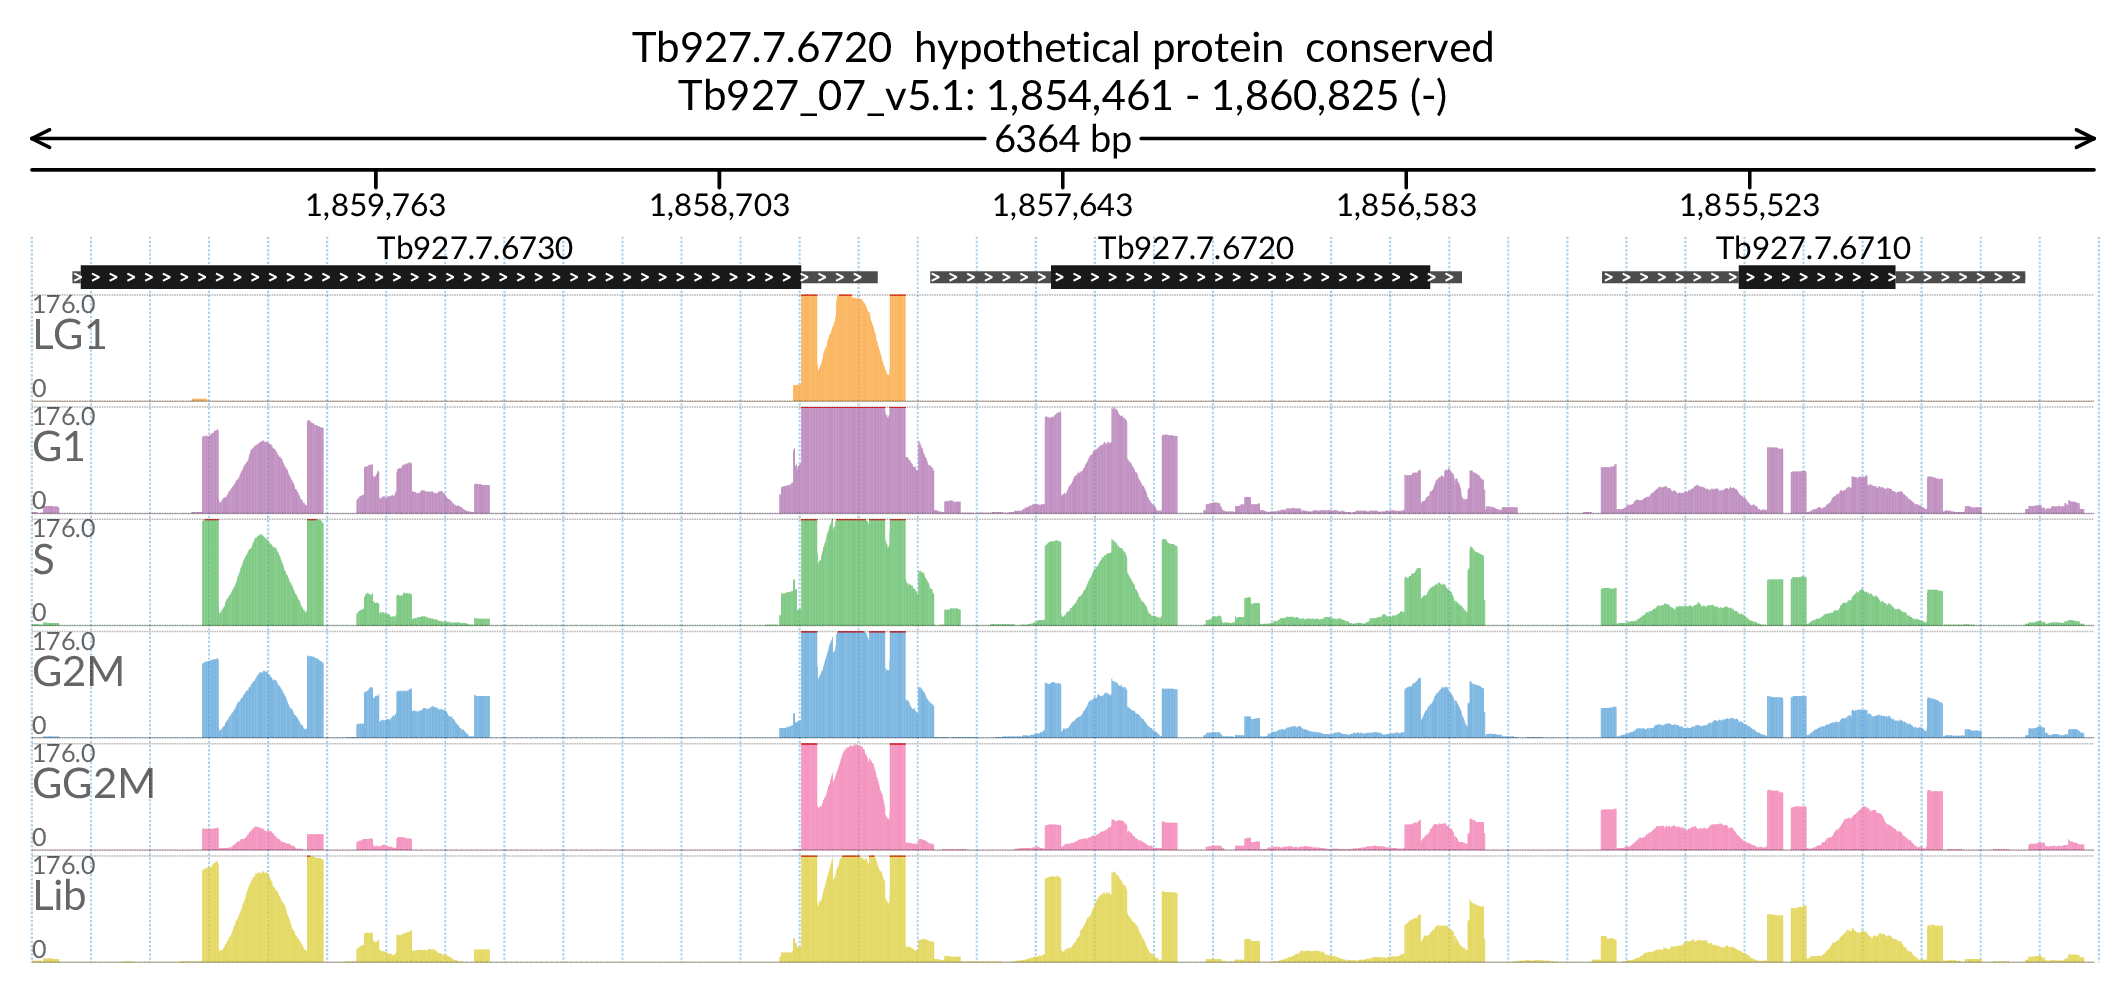 Tb927.7.6720  hypothetical protein  conserved
Tb927_07_v5.1: 1,854,461 - 1,860,825 (-)
6364 bp
1,859,763 1,858,703 1,857,643 1,856,583 1,855,523
Tb927.7.6730 Tb927.7.6720 Tb927.7.6710
176.0
LG1
0
176.0
G1
0
176.0
S
0
176.0
G2M
0
176.0
GG2M
0
176.0
Lib
0